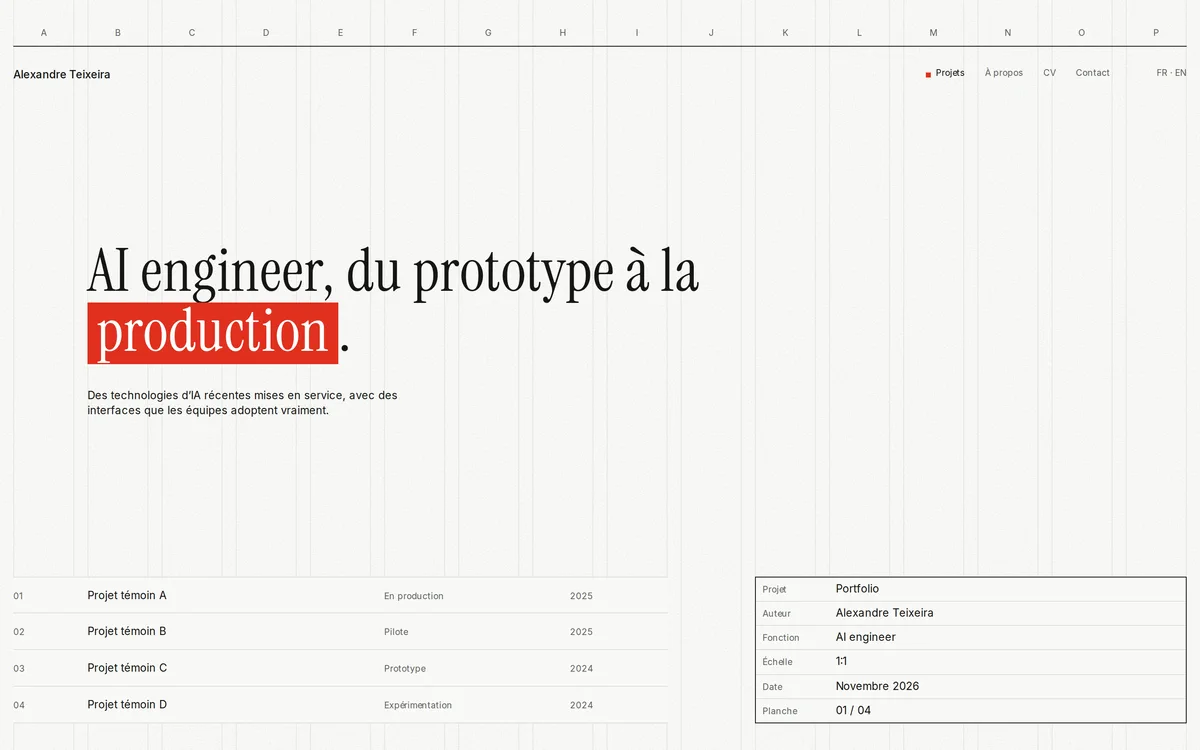 A B C D E F G H I J K L M N O P
Alexandre Teixeira
Projets À propos CV Contact FR · EN
AI engineer, du prototype à la
production.
Des technologies d’IA récentes mises en service, avec des
interfaces que les équipes adoptent vraiment.
01 Projet témoin A En production 2025
02 Projet témoin B Pilote 2025
03 Projet témoin C Prototype 2024
04 Projet témoin D Expérimentation 2024
Projet Portfolio
Auteur Alexandre Teixeira
Fonction AI engineer
Échelle 1:1
Date Novembre 2026
Planche 01 / 04